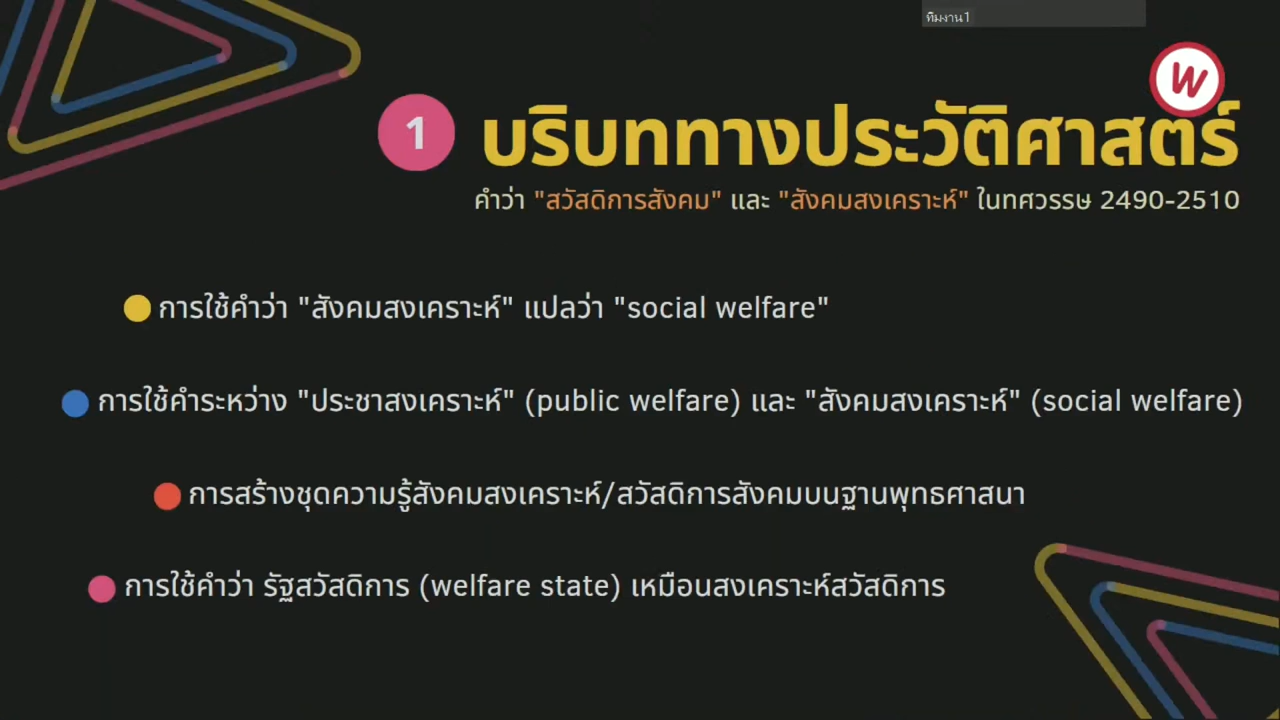 ทีมงาน1
W
1 บริบททางประวัติศาสตร์
คำว่า "สวัสดิการสังคม" และ "สังคมสงเคราะห์" ในทศวรรษ 2490-2510
การใช้คำว่า "สังคมสงเคราะห์" แปลว่า "social welfare"
การใช้คำระหว่าง "ประชาสงเคราะห์" (public welfare) และ "สังคมสงเคราะห์" (social welfare)
การสร้างชุดความรู้สังคมสงเคราะห์/สวัสดิการสังคมบนฐานพุทธศาสนา
การใช้คำว่า รัฐสวัสดิการ (welfare state) เหมือนสงเคราะห์สวัสดิการ